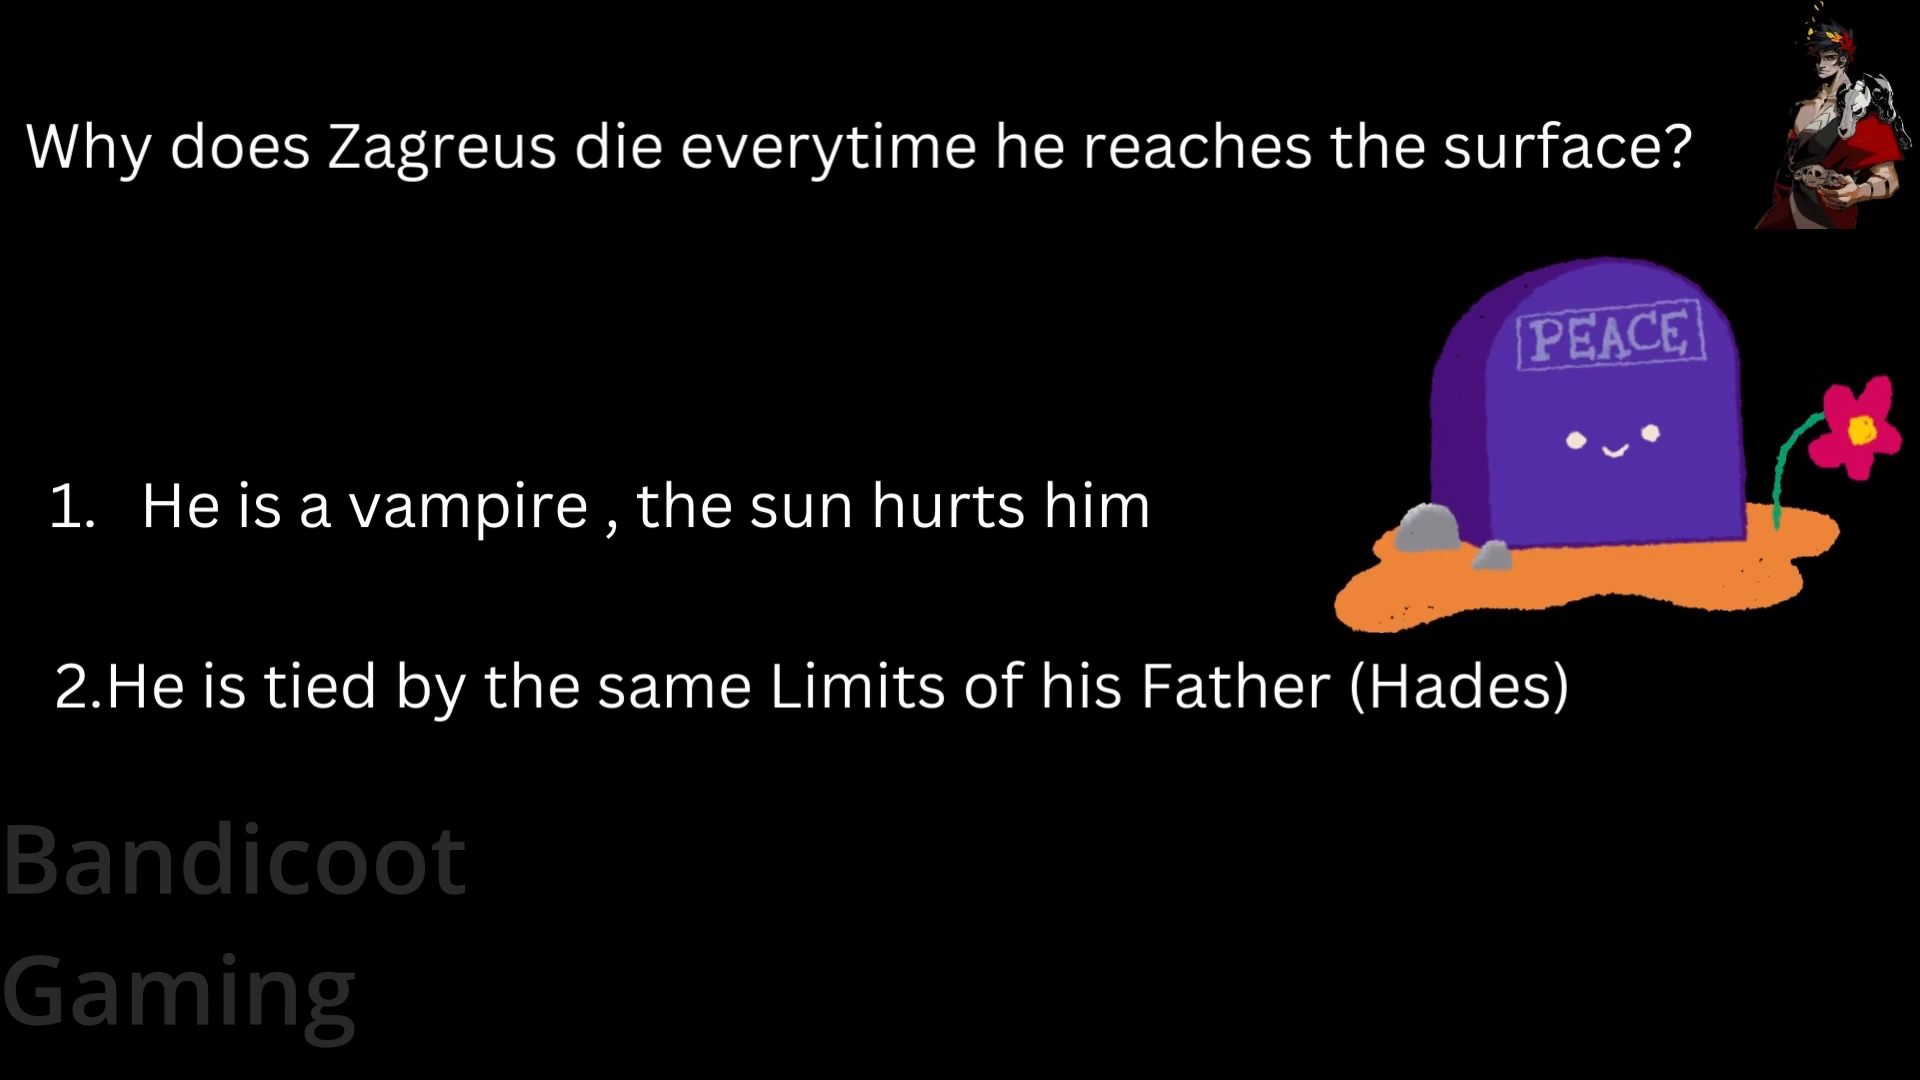 Why does Zagreus die everytime he reaches the surface?
PEACE
1. He is a vampire , the sun hurts him
2.He is tied by the same Limits of his Father (Hades)
Bandicoot
Gaming